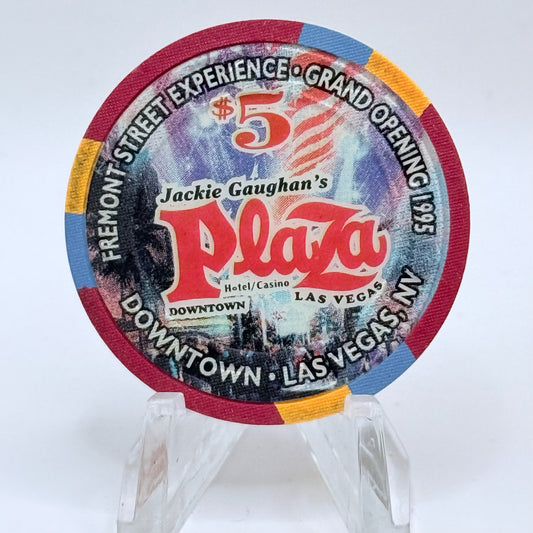 FREMONT STREET EXPERIENCE • GRAND OPENING 1995
$5
Jackie Gaughan's
Plaza
Hotel/Casino
DOWNTOWN LAS VEGAS
DOWNTOWN • LAS VEGAS, NV